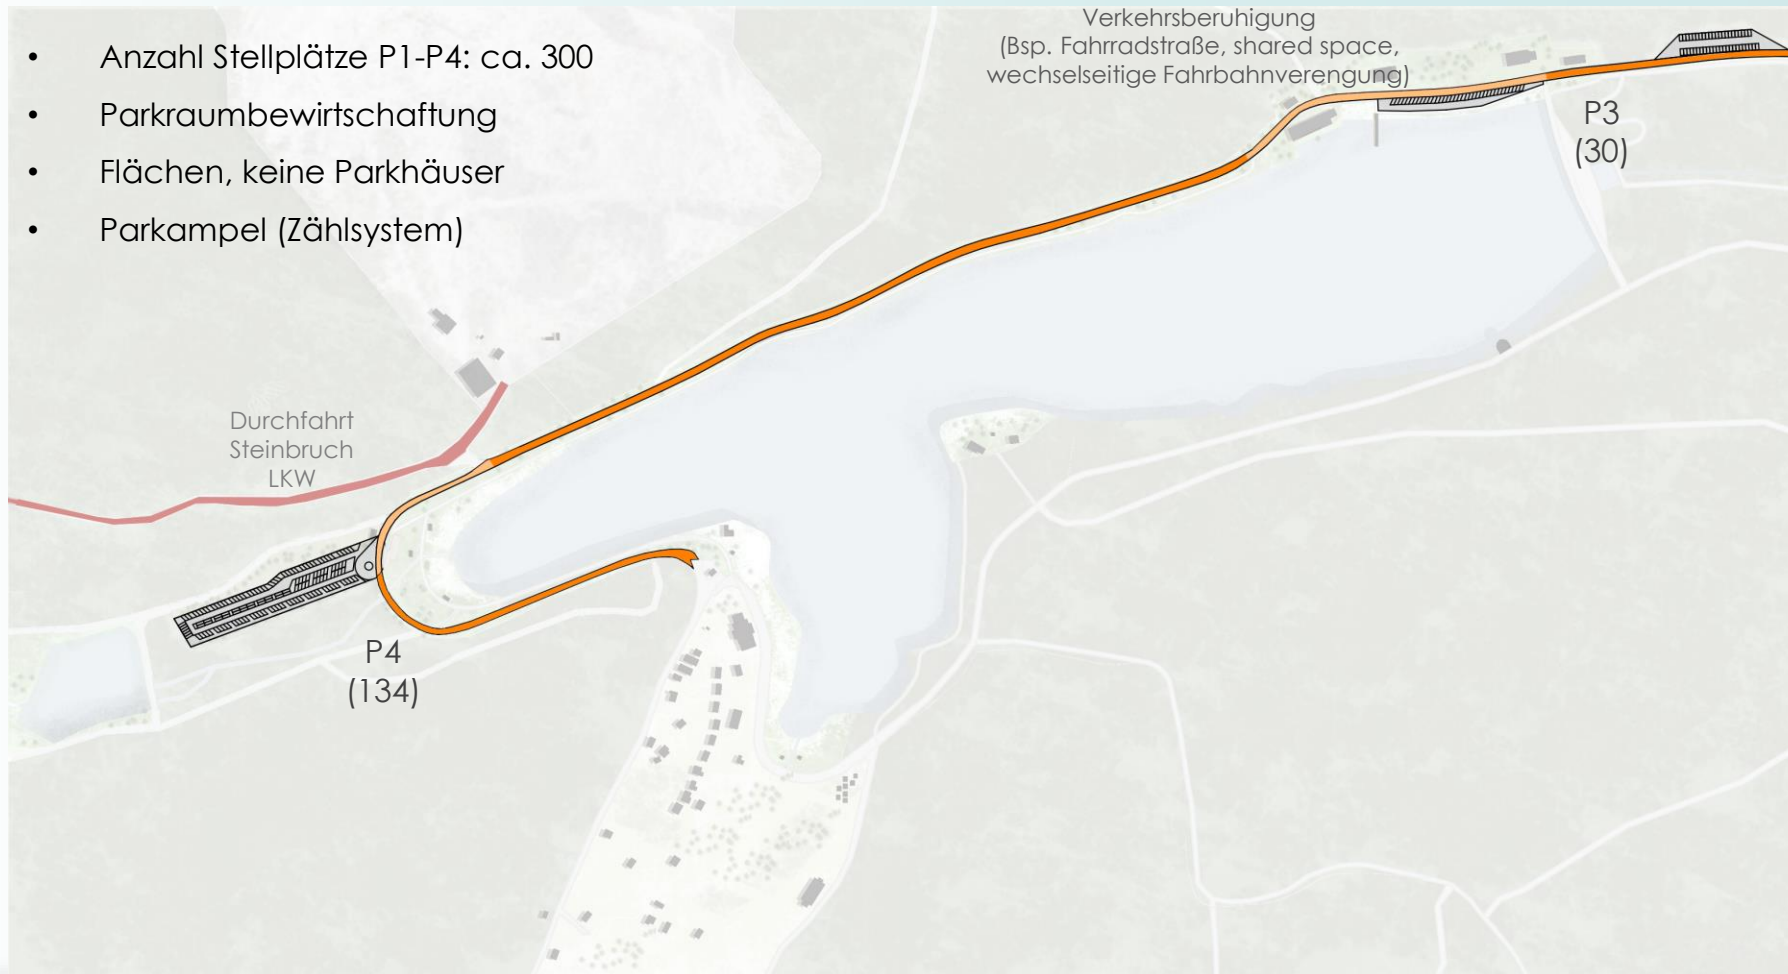 • Anzahl Stellplätze P1-P4: ca. 300
• Parkraumbewirtschaftung
• Flächen, keine Parkhäuser
• Parkampel (Zählsystem)
Verkehrsberuhigung
(Bsp. Fahrradstraße, shared space,
wechselseitige Fahrbahnverengung)
P3
(30)
Durchfahrt
Steinbruch
LKW
P4
(134)